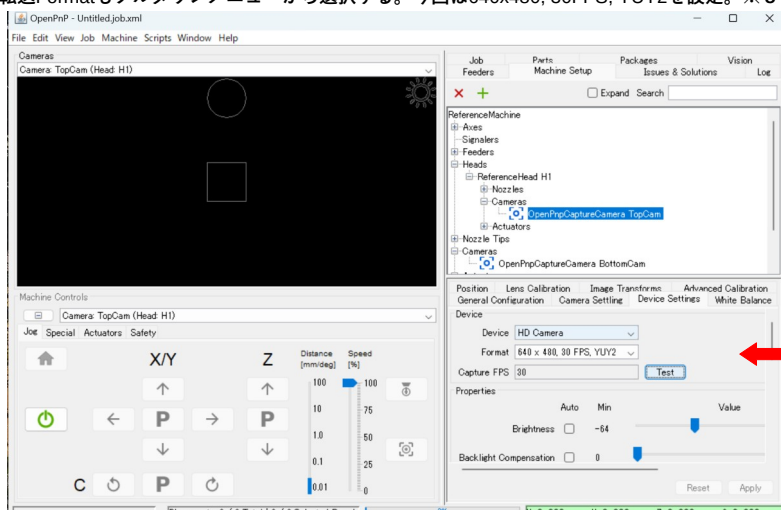 OpenPnP - Untitled.job.xml
File Edit View Job Machine Scripts Window Help
Cameras
Camera: TopCam (Head: H1)
Job Parts Packages Vision
Feeders Machine Setup Issues & Solutions Log
Expand Search
ReferenceMachine
Axes
Signalers
Feeders
Heads
ReferenceHead H1
Nozzles
Cameras
OpenPnpCaptureCamera TopCam
Actuators
Nozzle Tips
Cameras
OpenPnpCaptureCamera BottomCam
Position Lens Calibration Image Transforms Advanced Calibration
General Configuration Camera Settling Device Settings White Balance
Device
Device HD Camera
Format 640 x 480, 30 FPS, YUY2
Capture FPS 30 Test
Properties
Auto Min Value
Brightness -64
Backlight Compensation 0
Reset Apply
Machine Controls
Camera: TopCam (Head: H1)
Jog Special Actuators Safety
X/Y Z
Distance [mm/deg]
Speed [%]
100 100
10 75
1.0 50
0.1 25
0.01 0
P P
C P